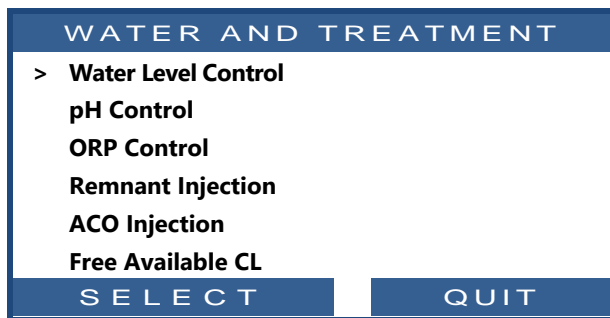 WATER AND TREATMENT
> Water Level Control
pH Control
ORP Control
Remnant Injection
ACO Injection
Free Available CL
SELECT QUIT